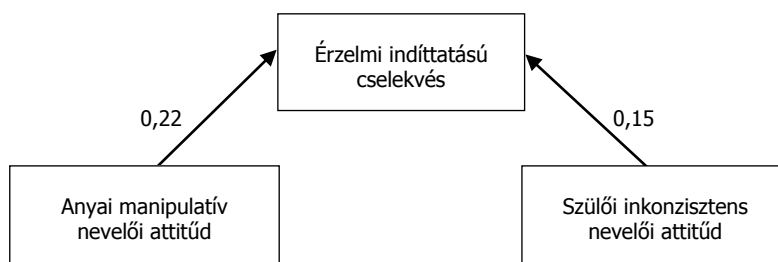 Érzelmi indíttatású
cselekvés
0,22
0,15
Anyai manipulatív
nevelői attitűd
Szülői inkonzisztens
nevelői attitűd